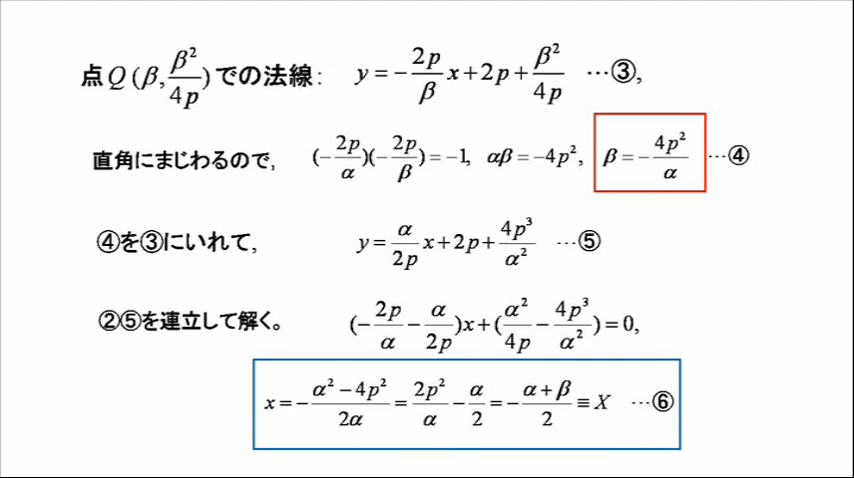 点Q(β, β²/4p)での法線: y = −(2p/β)x + 2p + β²/4p …③,
直角にまじわるので, (−2p/α)(−2p/β) = −1, αβ = −4p², β = −4p²/α …④
④を③にいれて, y = (α/2p)x + 2p + 4p³/α² …⑤
②⑤を連立して解く。 (−2p/α − α/2p)x + (α²/4p − 4p³/α²) = 0,
x = −(α² − 4p²)/2α = 2p²/α − α/2 = −(α + β)/2 ≡ X …⑥